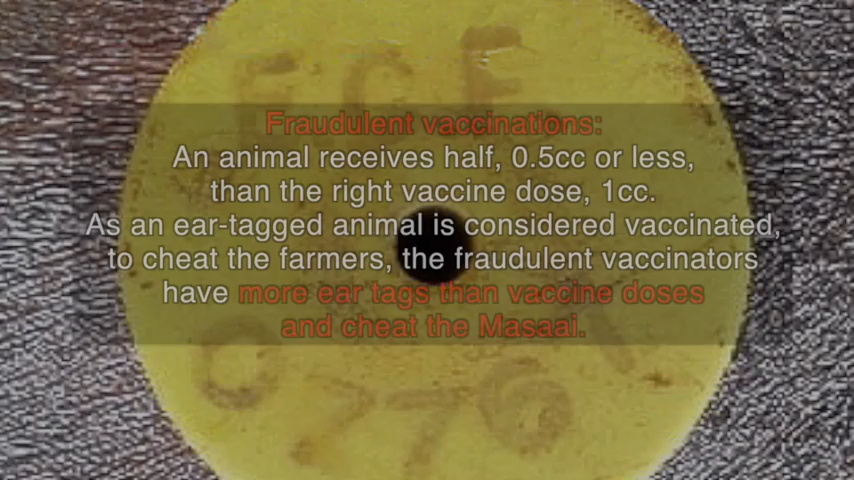 ECF
Fraudulent vaccinations:
An animal receives half, 0.5cc or less,
than the right vaccine dose, 1cc.
As an ear-tagged animal is considered vaccinated,
to cheat the farmers, the fraudulent vaccinators
have more ear tags than vaccine doses
and cheat the Masaai.
02761